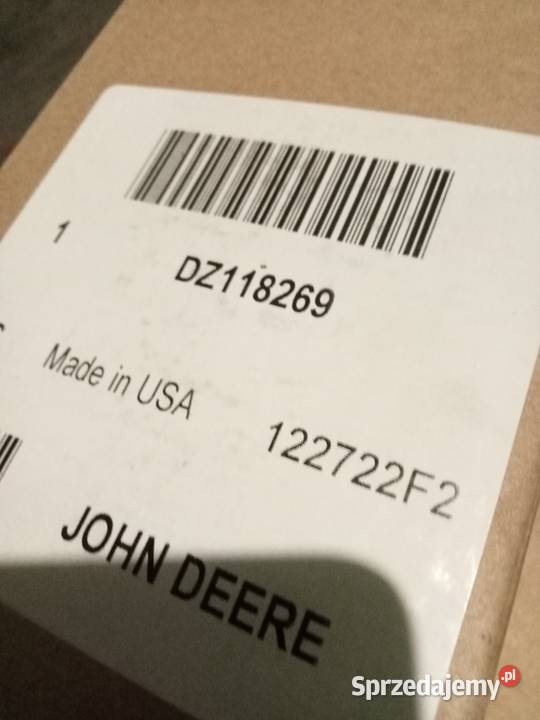 1
DZ118269
Made in USA
122722F2
JOHN DEERE
Sprzedajemy.pl